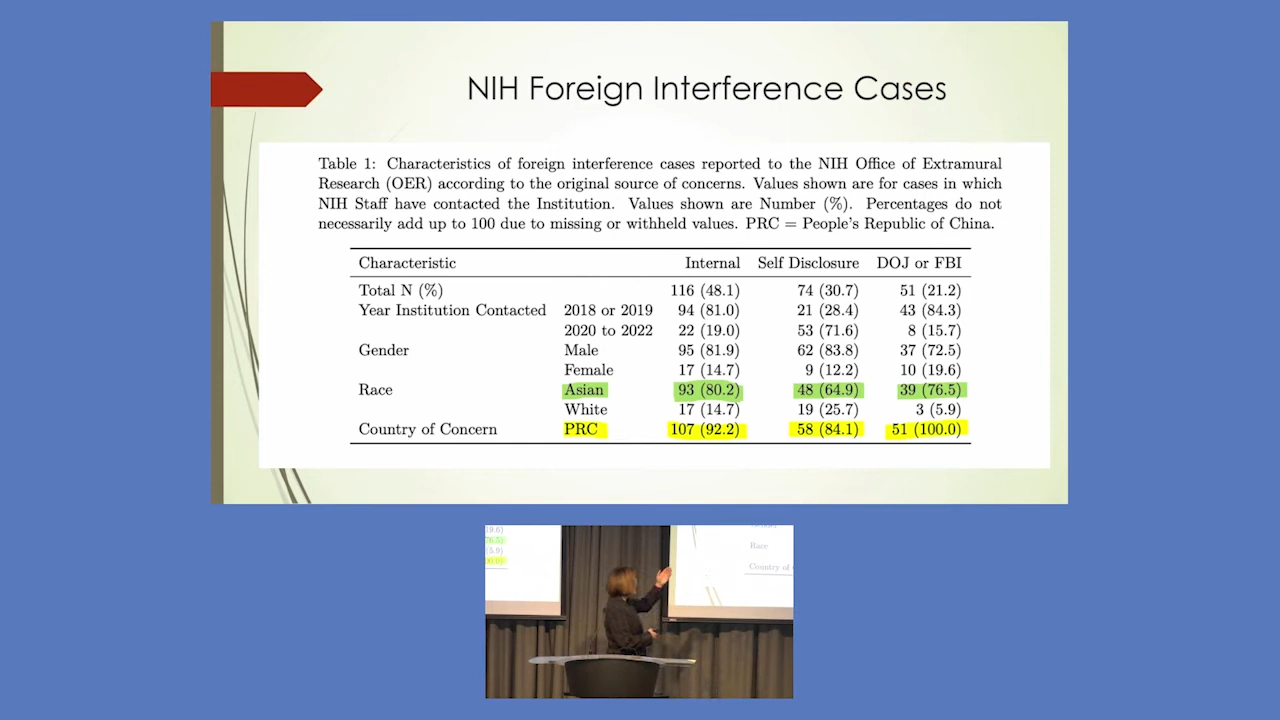 NIH Foreign Interference Cases
Table 1: Characteristics of foreign interference cases reported to the NIH Office of Extramural
Research (OER) according to the original source of concerns. Values shown are for cases in which
NIH Staff have contacted the Institution. Values shown are Number (%). Percentages do not
necessarily add up to 100 due to missing or withheld values. PRC = People's Republic of China.
Characteristic Internal Self Disclosure DOJ or FBI
Total N (%) 116 (48.1) 74 (30.7) 51 (21.2)
Year Institution Contacted 2018 or 2019 94 (81.0) 21 (28.4) 43 (84.3)
2020 to 2022 22 (19.0) 53 (71.6) 8 (15.7)
Gender Male 95 (81.9) 62 (83.8) 37 (72.5)
Female 17 (14.7) 9 (12.2) 10 (19.6)
Race Asian 93 (80.2) 48 (64.9) 39 (76.5)
White 17 (14.7) 19 (25.7) 3 (5.9)
Country of Concern PRC 107 (92.2) 58 (84.1) 51 (100.0)
Race
Country of